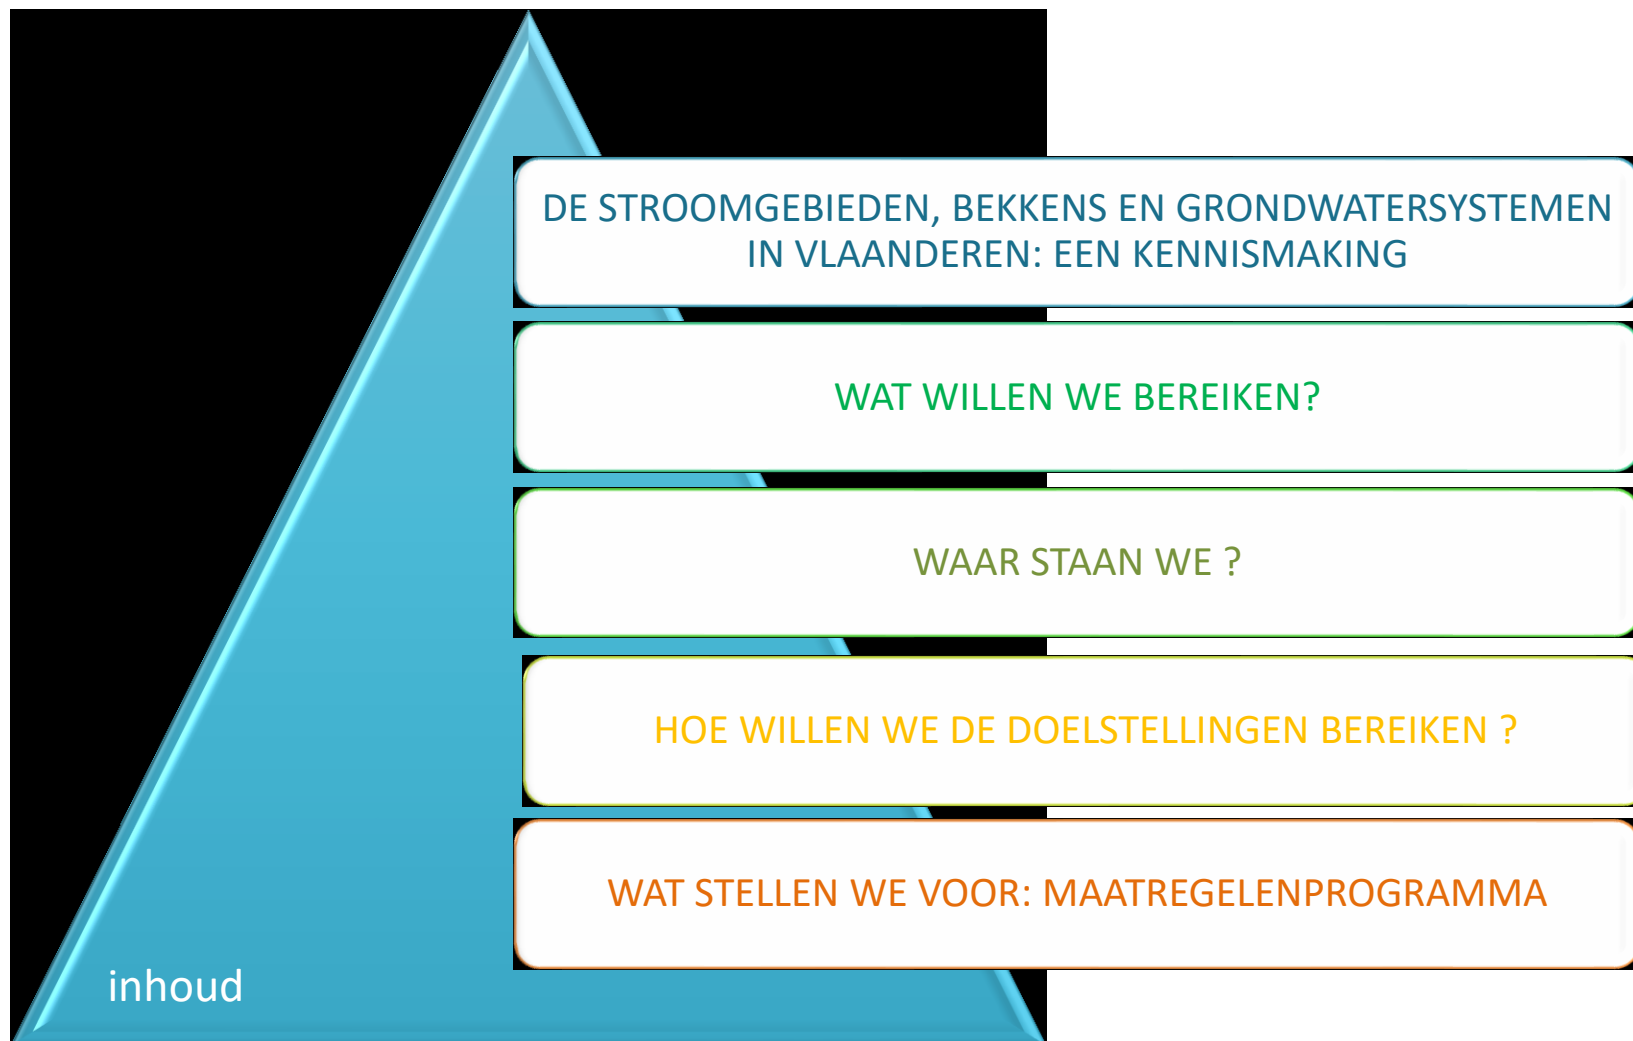 DE STROOMGEBIEDEN, BEKKENS EN GRONDWATERSYSTEMEN
IN VLAANDEREN: EEN KENNISMAKING
WAT WILLEN WE BEREIKEN?
WAAR STAAN WE ?
HOE WILLEN WE DE DOELSTELLINGEN BEREIKEN ?
WAT STELLEN WE VOOR: MAATREGELENPROGRAMMA
inhoud